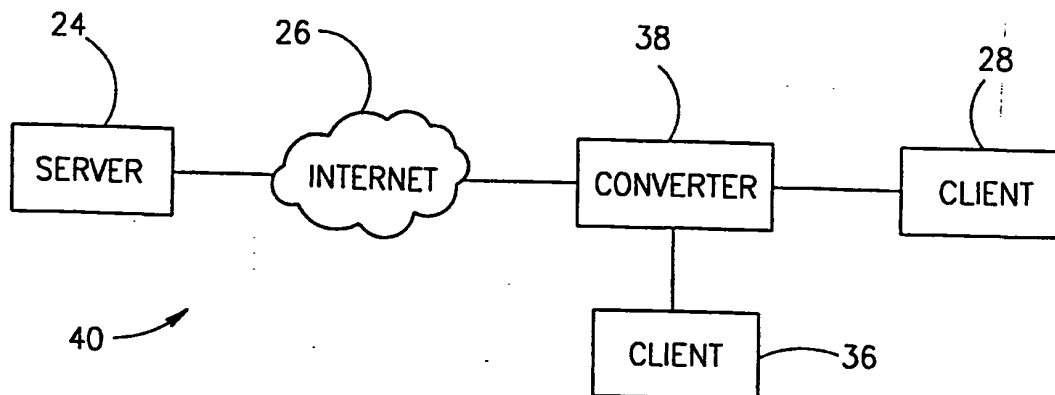 24
26
38
28
SERVER
INTERNET
CONVERTER
CLIENT
40
CLIENT
36